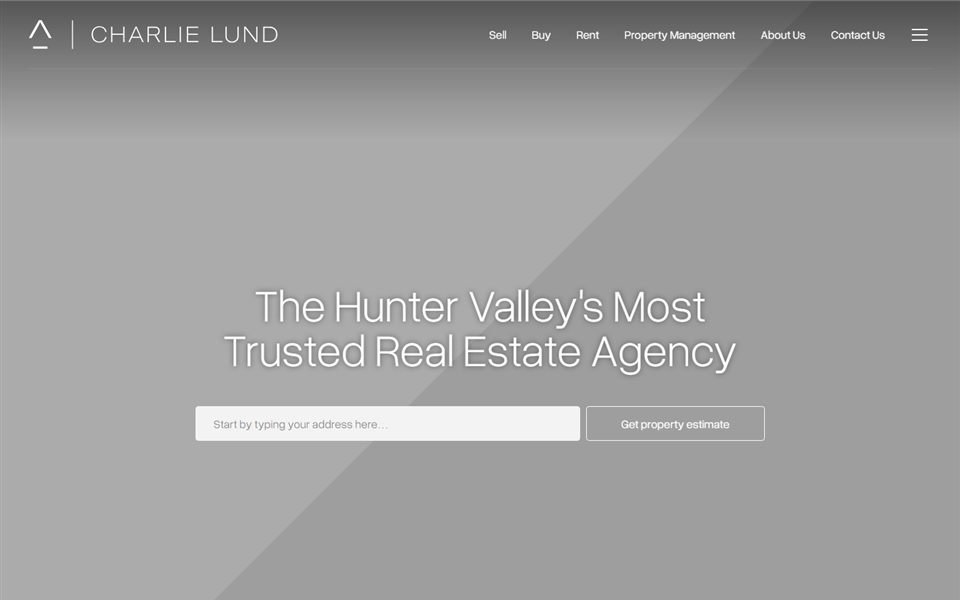 CHARLIE LUND
Sell Buy Rent Property Management About Us Contact Us
The Hunter Valley's Most
Trusted Real Estate Agency
Start by typing your address here...
Get property estimate